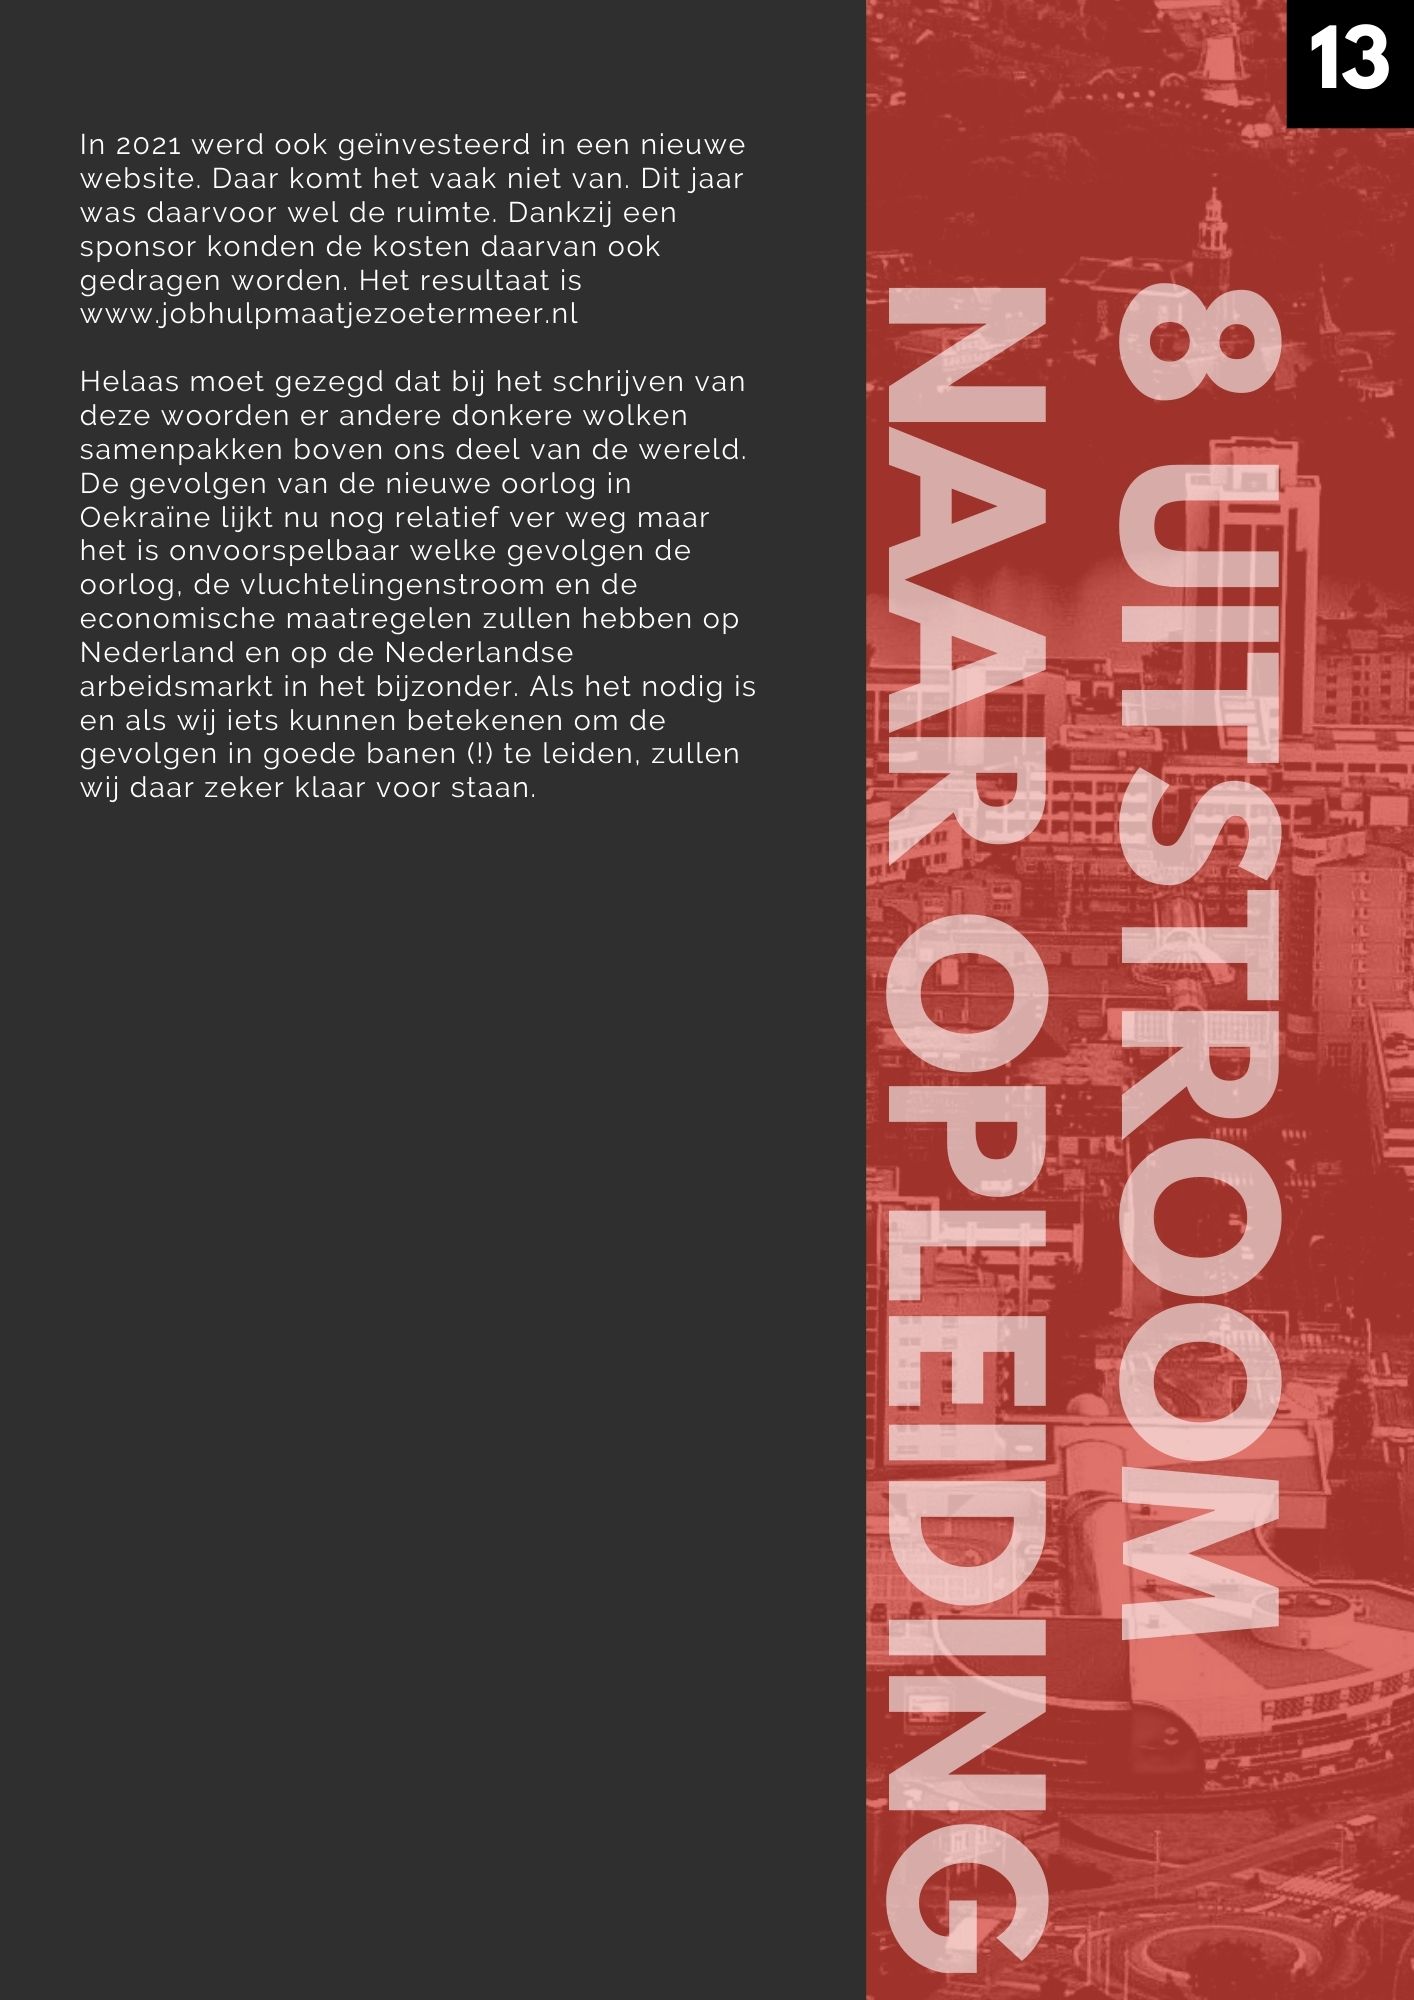 13
In 2021 werd ook geïnvesteerd in een nieuwe
website. Daar komt het vaak niet van. Dit jaar
was daarvoor wel de ruimte. Dankzij een
sponsor konden de kosten daarvan ook
gedragen worden. Het resultaat is
www.jobhulpmaatjezoetermeer.nl
Helaas moet gezegd dat bij het schrijven van
deze woorden er andere donkere wolken
samenpakken boven ons deel van de wereld.
De gevolgen van de nieuwe oorlog in
Oekraïne lijkt nu nog relatief ver weg maar
het is onvoorspelbaar welke gevolgen de
oorlog, de vluchtelingenstroom en de
economische maatregelen zullen hebben op
Nederland en op de Nederlandse
arbeidsmarkt in het bijzonder. Als het nodig is
en als wij iets kunnen betekenen om de
gevolgen in goede banen (!) te leiden, zullen
wij daar zeker klaar voor staan.
8 UITSTROOM
NAAR OPLEIDING